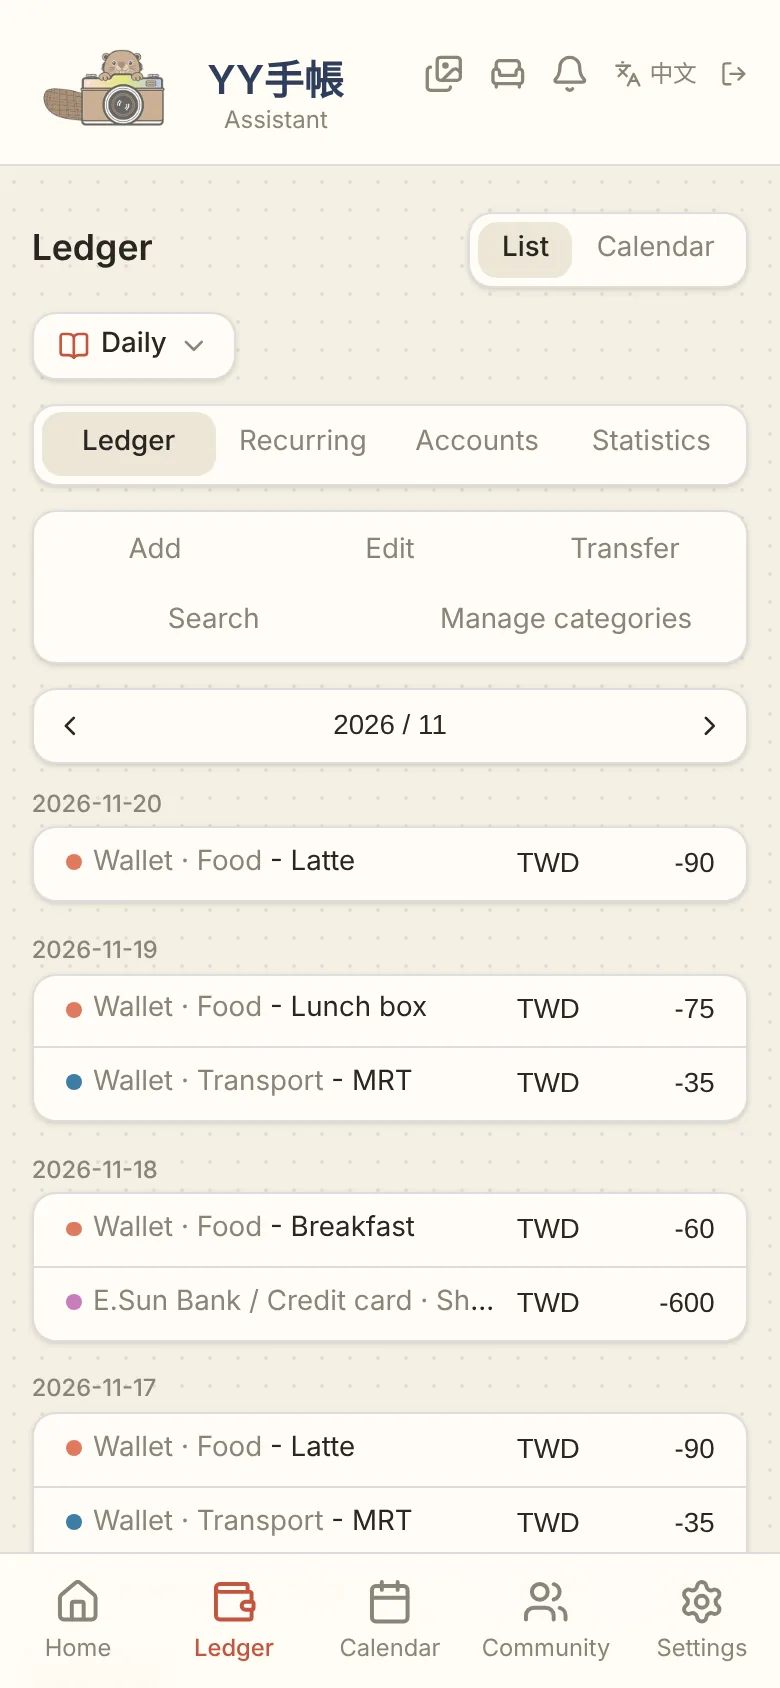 YY手帳
Assistant
中文
Ledger
List Calendar
Daily
Ledger Recurring Accounts Statistics
Add Edit Transfer
Search Manage categories
2026 / 11
2026-11-20
Wallet · Food - Latte TWD -90
2026-11-19
Wallet · Food - Lunch box TWD -75
Wallet · Transport - MRT TWD -35
2026-11-18
Wallet · Food - Breakfast TWD -60
E.Sun Bank / Credit card · Sh... TWD -600
2026-11-17
Wallet · Food - Latte TWD -90
Wallet · Transport - MRT TWD -35
Home Ledger Calendar Community Settings